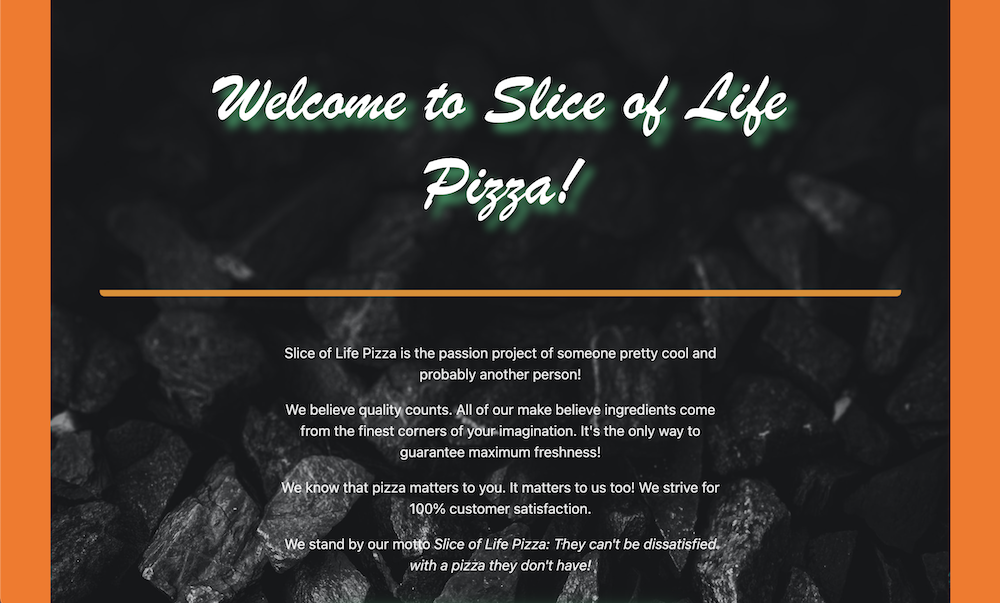 Welcome to Slice of Life
Pizza!
Slice of Life Pizza is the passion project of someone pretty cool and
probably another person!
We believe quality counts. All of our make believe ingredients come
from the finest corners of your imagination. It's the only way to
guarantee maximum freshness!
We know that pizza matters to you. It matters to us too! We strive for
100% customer satisfaction.
We stand by our motto Slice of Life Pizza: They can't be dissatisfied
with a pizza they don't have!